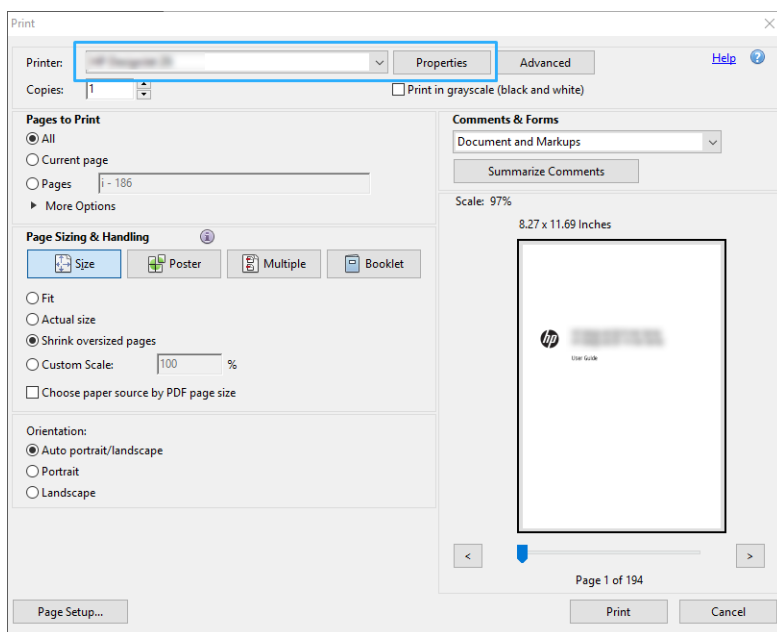 Print
Printer:
Properties
Advanced
Help
Copies:
1
Print in grayscale (black and white)
Pages to Print
All
Current page
Pages
i - 186
More Options
Comments & Forms
Document and Markups
Summarize Comments
Page Sizing & Handling
Size
Poster
Multiple
Booklet
Fit
Actual size
Shrink oversized pages
Custom Scale:
100
%
Choose paper source by PDF page size
Orientation:
Auto portrait/landscape
Portrait
Landscape
Scale: 97%
8.27 x 11.69 Inches
hp
User Guide
<
>
Page 1 of 194
Page Setup...
Print
Cancel